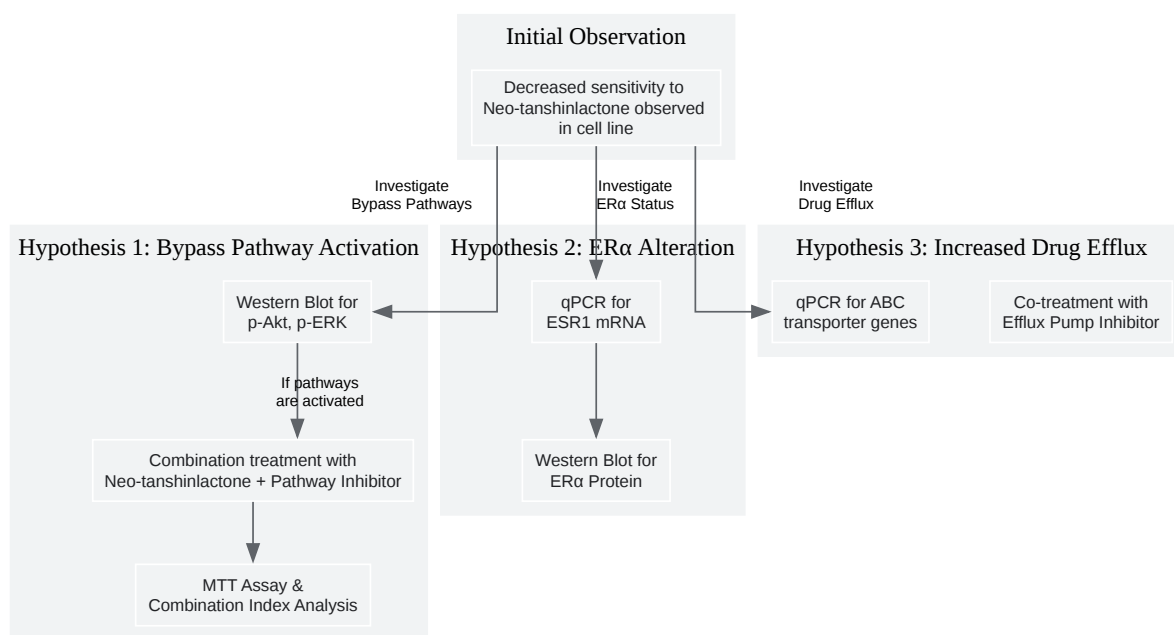 Initial Observation
Decreased sensitivity to
Neo-tanshinlactone observed
in cell line
Investigate
Bypass Pathways
Investigate
ERα Status
Investigate
Drug Efflux
Hypothesis 1: Bypass Pathway Activation
Western Blot for
p-Akt, p-ERK
If pathways
are activated
Combination treatment with
Neo-tanshinlactone + Pathway Inhibitor
MTT Assay &
Combination Index Analysis
Hypothesis 2: ERα Alteration
qPCR for
ESR1 mRNA
Western Blot for
ERα Protein
Hypothesis 3: Increased Drug Efflux
qPCR for ABC
transporter genes
Co-treatment with
Efflux Pump Inhibitor